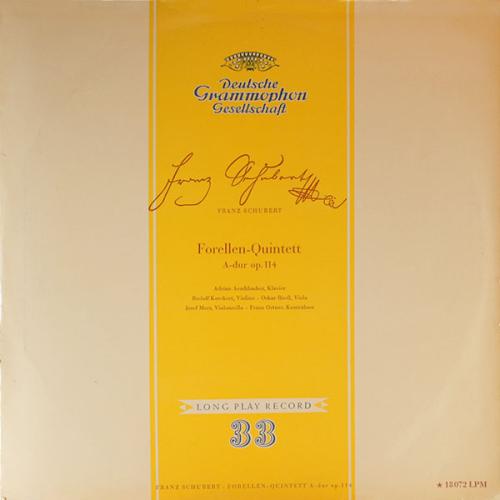 Deutsche
Grammophon
Gesellschaft
Franz Schubert
FRANZ SCHUBERT
Forellen-Quintett
A-dur op. 114
Adrian Aeschbacher, Klavier
Rudolf Koeckert, Violine - Oskar Riedl, Viola
Josef Merz, Violoncello - Franz Ortner, Kontrabass
LONG PLAY RECORD
33
FRANZ SCHUBERT · FORELLEN-QUINTETT A-dur op. 114
★ 18072 LPM